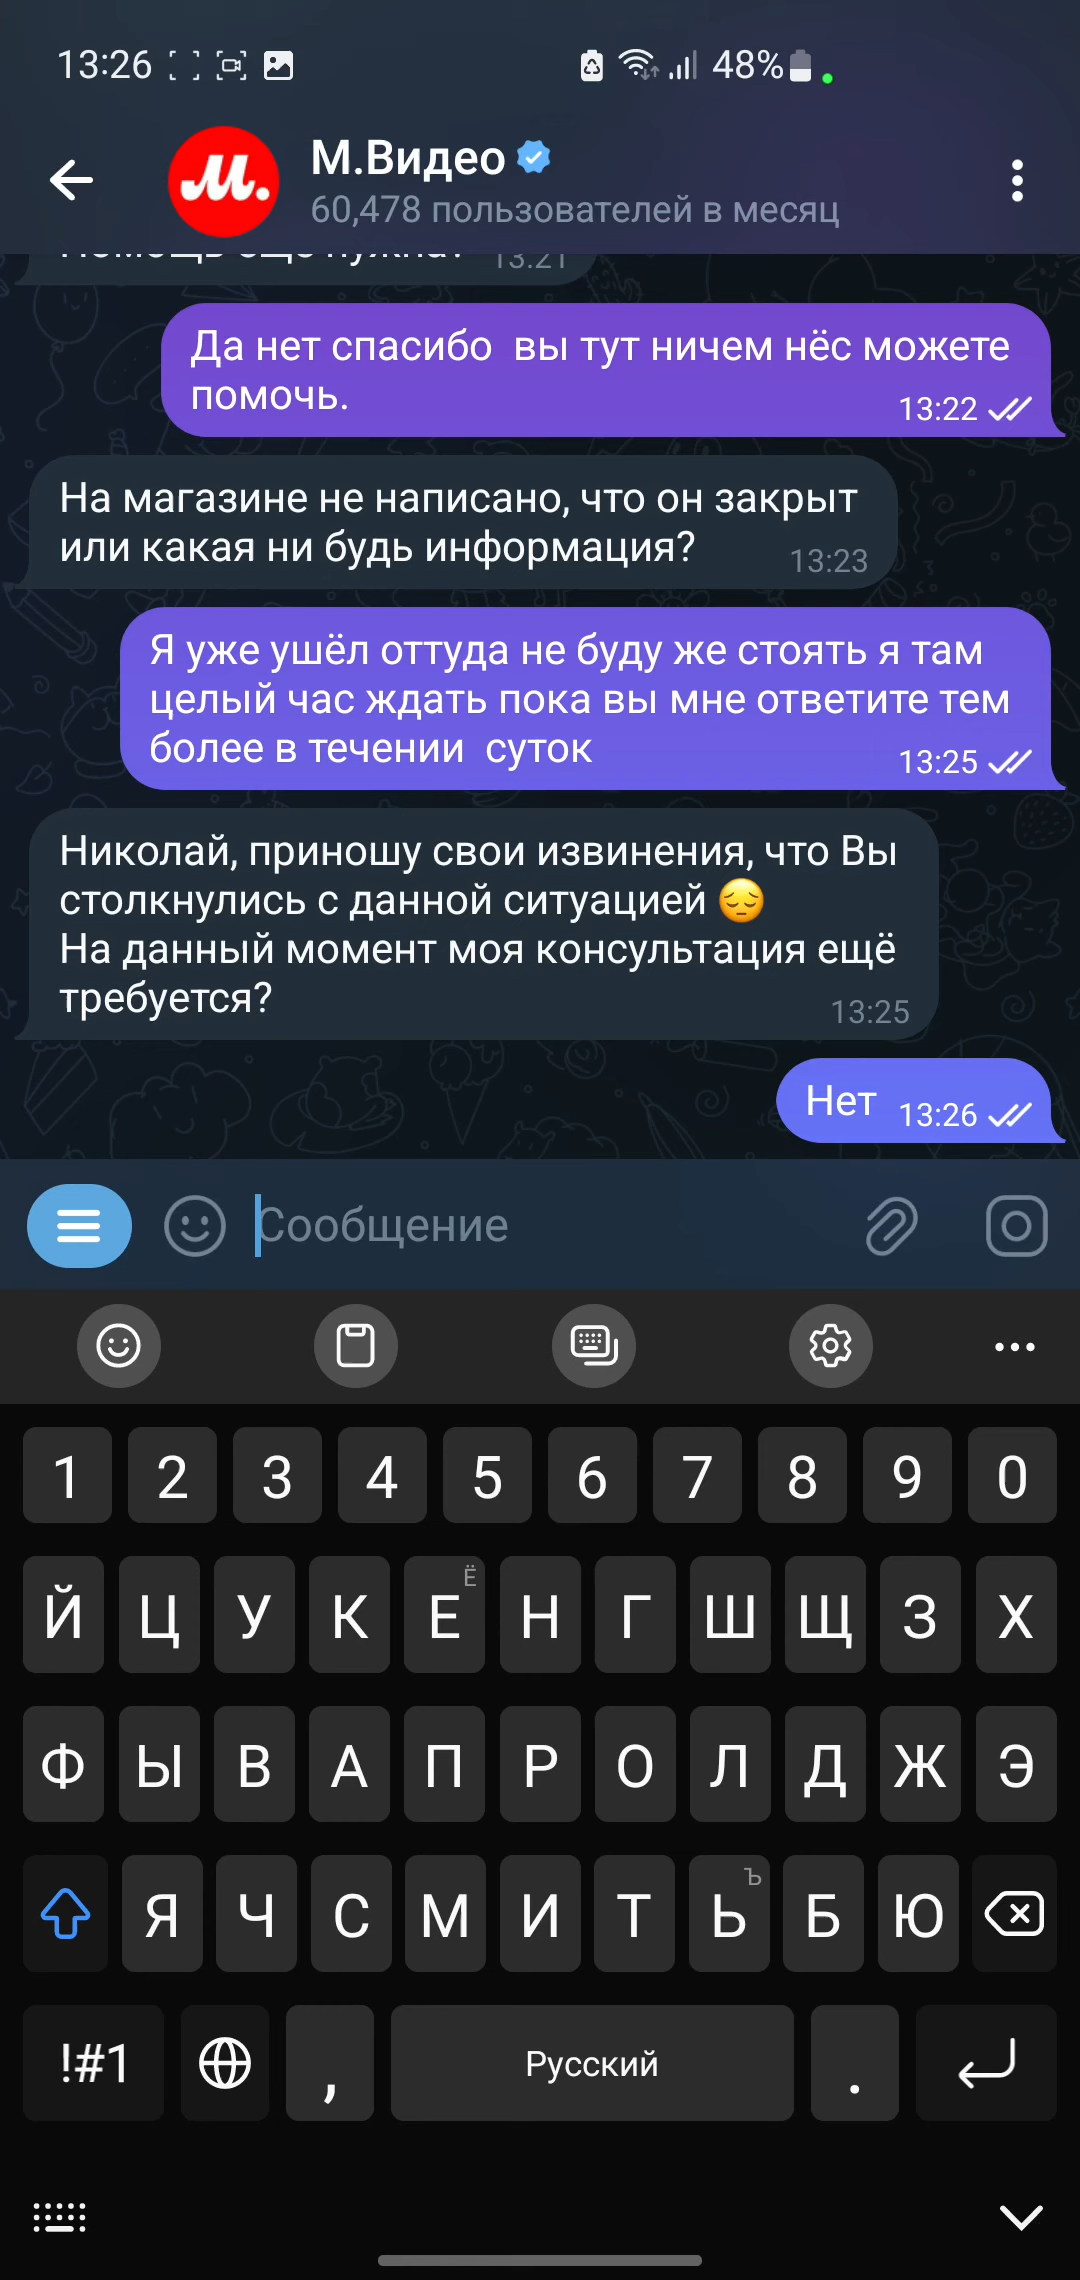 13:26
48%
М.Видео
60,478 пользователей в месяц
13:21
Да нет спасибо  вы тут ничем нёс можете
помочь.
13:22
На магазине не написано, что он закрыт
или какая ни будь информация?
13:23
Я уже ушёл оттуда не буду же стоять я там
целый час ждать пока вы мне ответите тем
более в течении  суток
13:25
Николай, приношу свои извинения, что Вы
столкнулись с данной ситуацией 😔
На данный момент моя консультация ещё
требуется?
13:25
Нет 13:26
Сообщение
1 2 3 4 5 6 7 8 9 0
Й Ц У К Е Ё Н Г Ш Щ З Х
Ф Ы В А П Р О Л Д Ж Э
Я Ч С М И Т Ь Ъ Б Ю
!#1 , Русский .